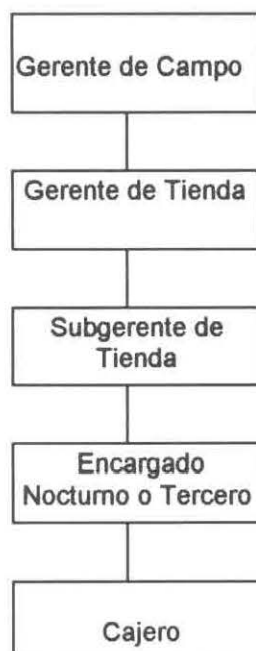 Gerente de Campo
Gerente de Tienda
Subgerente de
Tienda
Encargado
Nocturno o Tercero
Cajero